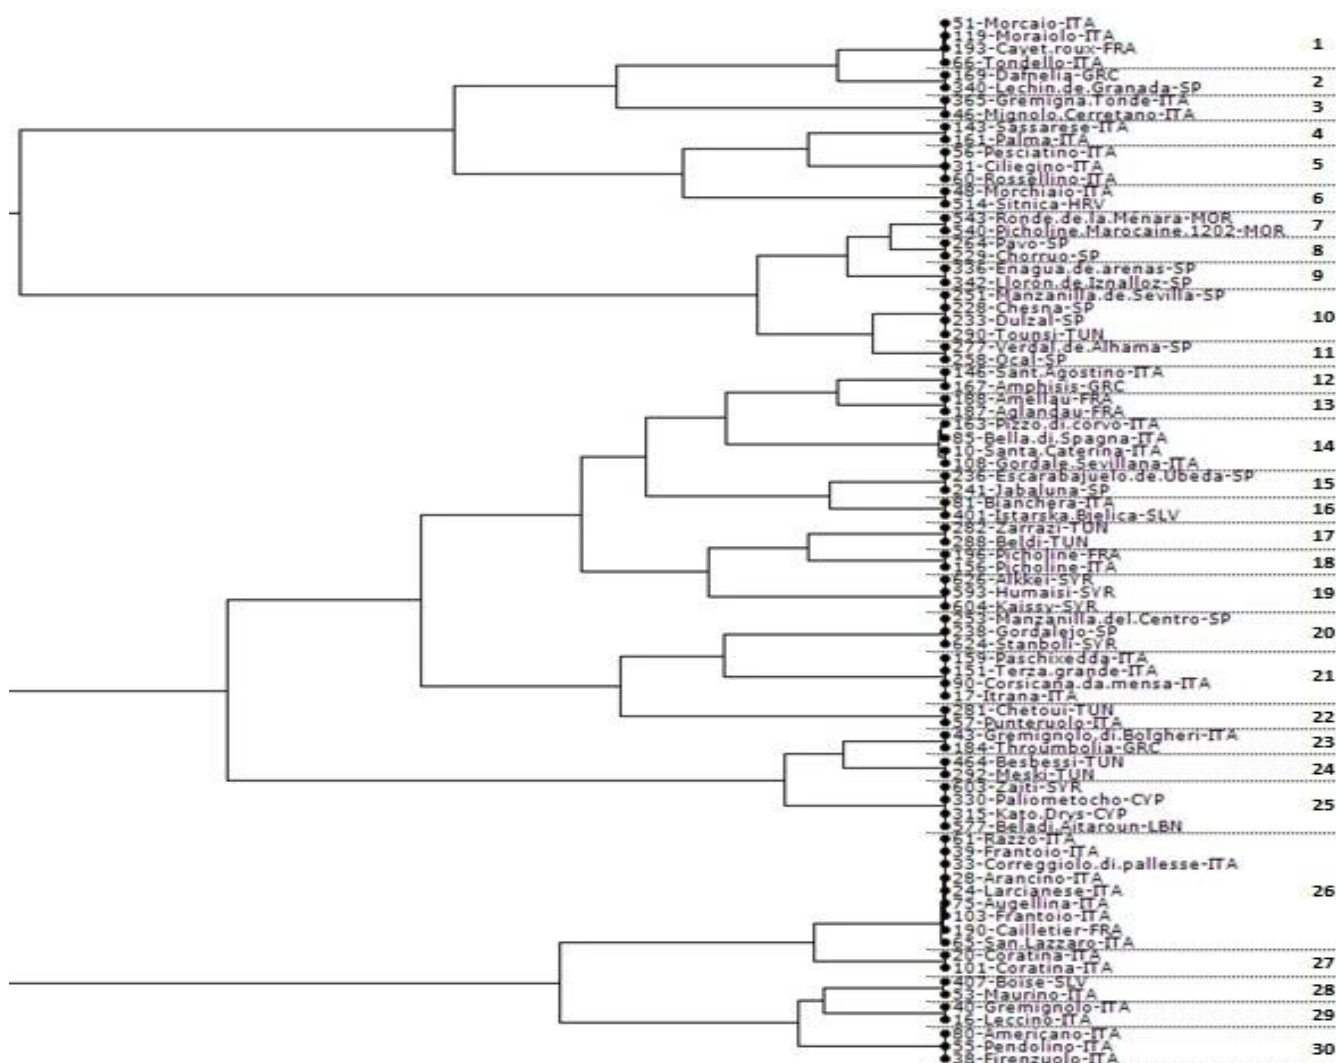 51-Morcaio-ITA
119-Moraiolo-ITA
193-Cayet.roux-FRA
1
66-Tondello-ITA
169-Dafnelia-GRC
2
340-Lechin.de.Granada-SP
365-Gremigna.Tonde-ITA
3
46-Mignolo.Cerretano-ITA
143-Sassarese-ITA
4
161-Palma-ITA
56-Pesciatino-ITA
31-Ciliegino-ITA
5
60-Rossellino-ITA
48-Morchiaio-ITA
6
514-Sitnica-HRV
543-Ronde.de.la.Menara-MOR
7
540-Picholine.Marocaine.1202-MOR
264-Pavo-SP
8
229-Chorruo-SP
336-Enagua.de.arenas-SP
9
342-Lloron.de.Iznalloz-SP
251-Manzanilla.de.Sevilla-SP
228-Chesna-SP
10
233-Dulzal-SP
290-Tounsi-TUN
277-Verdal.de.Alhama-SP
11
258-Ocal-SP
146-Sant.Agostino-ITA
12
167-Amphisis-GRC
188-Amellau-FRA
13
187-Aglandau-FRA
163-Pizzo.di.corvo-ITA
85-Bella.di.Spagna-ITA
14
10-Santa.Caterina-ITA
108-Gordale.Sevillana-ITA
236-Escarabajuelo.de.Ubeda-SP
15
241-Jabaluna-SP
81-Bianchera-ITA
16
401-Istarska.Bjelica-SLV
282-Zarrazi-TUN
17
288-Beldi-TUN
196-Picholine-FRA
18
156-Picholine-ITA
626-Alkkei-SYR
593-Humaisi-SYR
19
604-Kaissy-SYR
253-Manzanilla.del.Centro-SP
238-Gordalejo-SP
20
624-Stanboli-SYR
159-Paschixedda-ITA
151-Terza.grande-ITA
21
90-Corsicana.da.mensa-ITA
17-Itrana-ITA
281-Chetoui-TUN
22
57-Punteruolo-ITA
43-Gremignolo.di.Bolgheri-ITA
23
184-Throumbolia-GRC
464-Besbessi-TUN
24
292-Meski-TUN
603-Zaiti-SYR
330-Paliometocho-CYP
25
315-Kato.Drys-CYP
577-Beladi.Aitaroun-LBN
61-Razzo-ITA
39-Frantoio-ITA
33-Correggiolo.di.pallesse-ITA
28-Arancino-ITA
24-Larcianese-ITA
26
75-Augellina-ITA
103-Frantoio-ITA
190-Cailletier-FRA
65-San.Lazzaro-ITA
20-Coratina-ITA
27
101-Coratina-ITA
407-Boise-SLV
28
53-Maurino-ITA
40-Gremignolo-ITA
29
16-Leccino-ITA
80-Americano-ITA
55-Pendolino-ITA
30
38-Firenzuolo-ITA